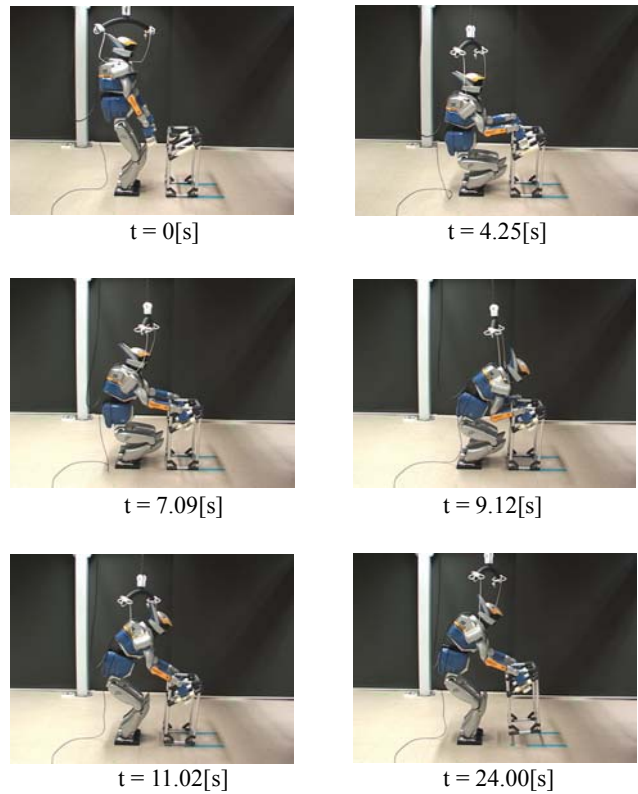 t = 0[s]
t = 4.25[s]
t = 7.09[s]
t = 9.12[s]
t = 11.02[s]
t = 24.00[s]